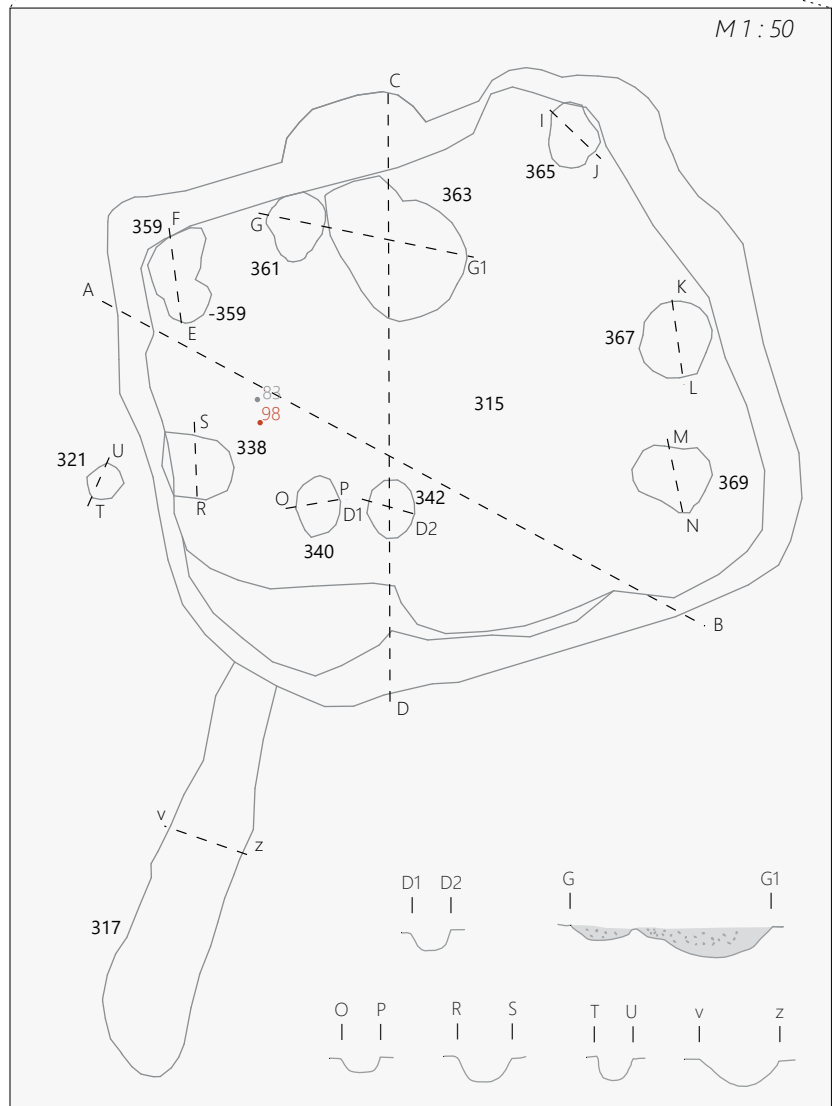 M 1 : 50
C
I
365
J
363
359
F
G
361
G1
A
-359
E
K
367
L
83
98
315
S
338
U
321
T
R
M
369
N
O
P
D1
342
D2
340
B
D
v
z
317
D1 D2
G G1
O P
R S
T U
v z